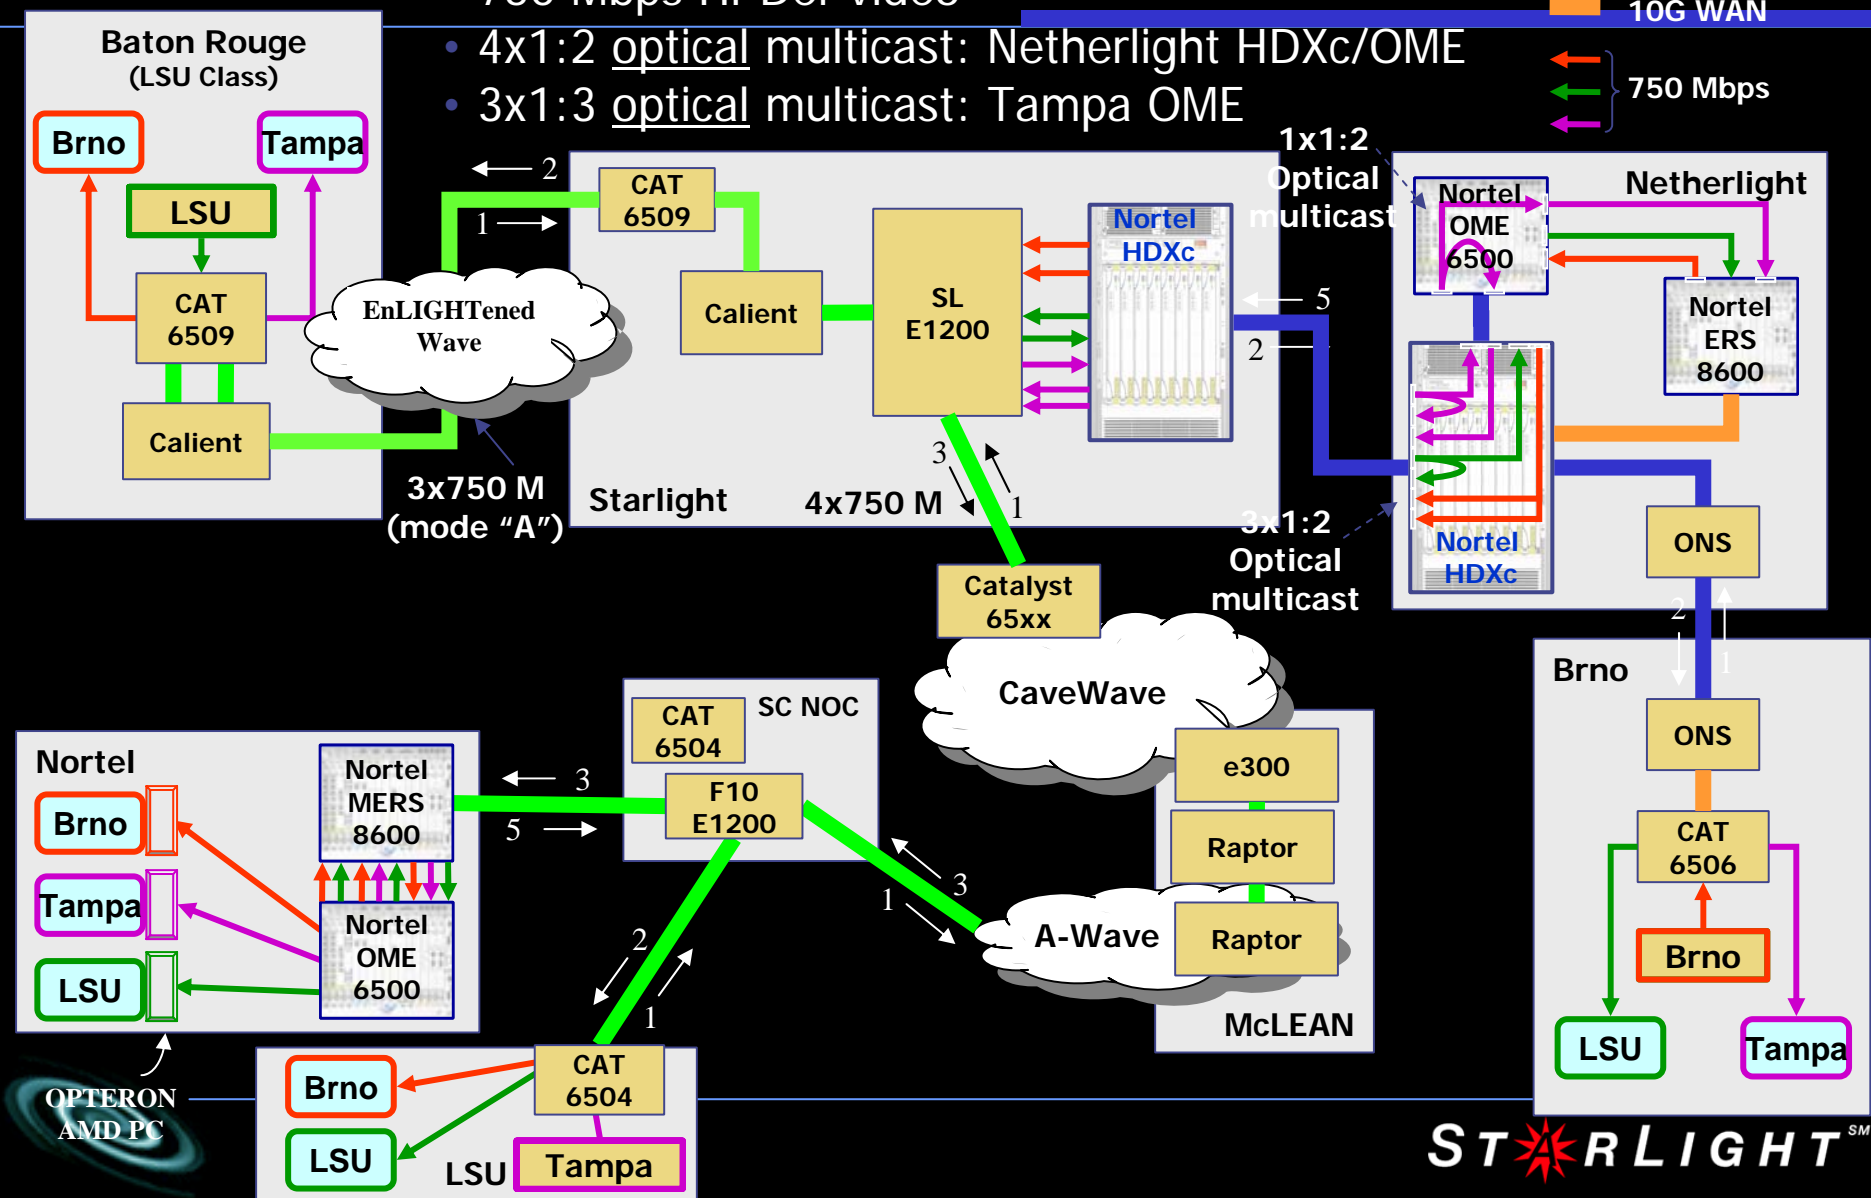 10G WAN
• 4x1:2 optical multicast: Netherlight HDXc/OME
• 3x1:3 optical multicast: Tampa OME
750 Mbps
Baton Rouge
(LSU Class)
Brno
Tampa
LSU
CAT
6509
Calient
EnLIGHTened
Wave
3x750 M
(mode “A”)
2
1
CAT
6509
Calient
SL
E1200
Nortel
HDXc
Starlight
4x750 M
3
1
5
2
1x1:2
Optical
multicast
Netherlight
Nortel
OME
6500
Nortel
ERS
8600
3x1:2
Optical
multicast
Nortel
HDXc
ONS
2
1
Catalyst
65xx
CaveWave
Brno
ONS
CAT
6506
Brno
LSU
Tampa
SC NOC
CAT
6504
F10
E1200
e300
Raptor
Raptor
A-Wave
McLEAN
3
1
Nortel
Nortel
MERS
8600
3
5
Brno
Tampa
LSU
Nortel
OME
6500
2
1
OPTERON
AMD PC
CAT
6504
Brno
LSU
LSU
Tampa
STARLIGHT SM